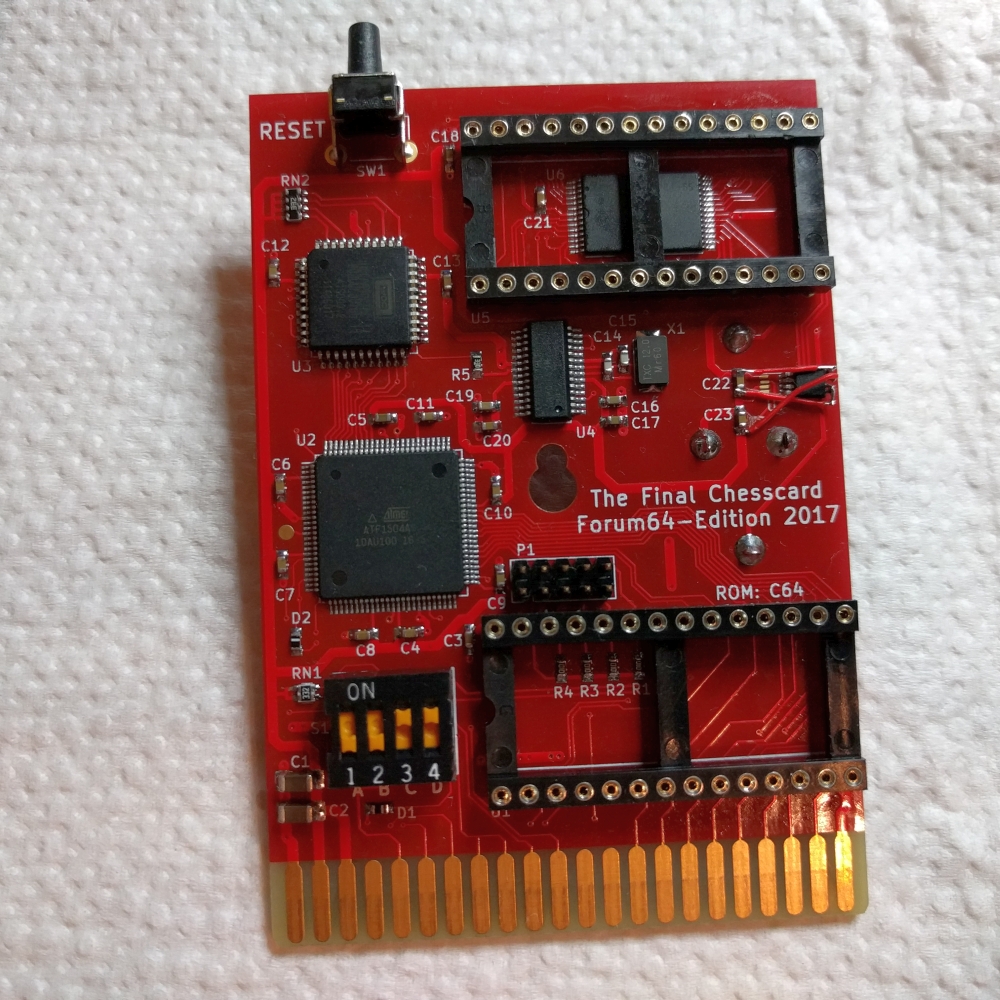 RESET
SW1
C18
RN2
U6
C21
C12
C13
U5
U3
C15
X1
C14
R5
C22
C19
C16
C5
C11
C17
C23
C20
U4
U2
C6
The Final Chesscard
C10
Forum64-Edition 2017
ATF1504AS
P1
C7
C9
ROM: C64
D2
C8
C4
C3
RN1
R4 R3 R2 R1
ON
S1
1 2 3 4
A B C D
C1
C2
D1
U1